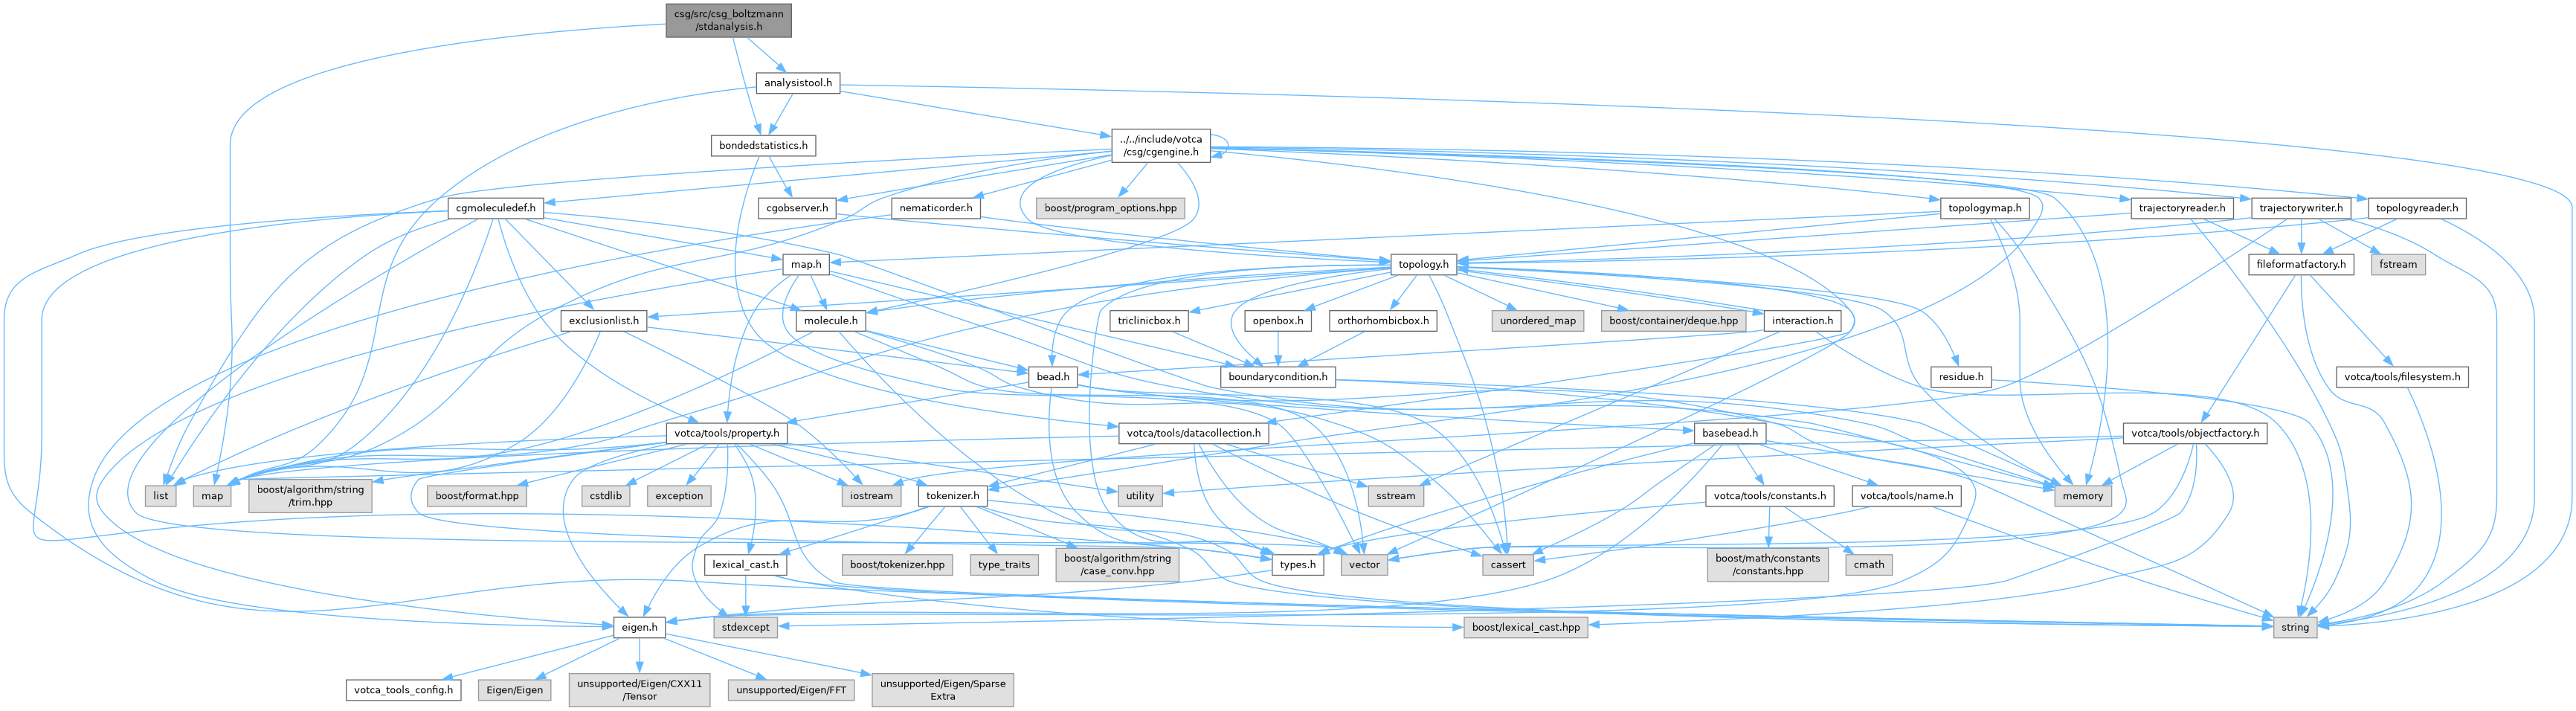 csg/src/csg_boltzmann
/stdanalysis.h
analysistool.h
bondedstatistics.h
../../include/votca
/csg/cgengine.h
cgmoleculedef.h
cgobserver.h
nematicorder.h
boost/program_options.hpp
topologymap.h
trajectoryreader.h
trajectorywriter.h
topologyreader.h
map.h
topology.h
fileformatfactory.h
fstream
exclusionlist.h
molecule.h
triclinicbox.h
openbox.h
orthorhombicbox.h
unordered_map
boost/container/deque.hpp
interaction.h
bead.h
boundarycondition.h
residue.h
votca/tools/filesystem.h
votca/tools/property.h
votca/tools/datacollection.h
basebead.h
votca/tools/objectfactory.h
list
map
boost/algorithm/string
/trim.hpp
boost/format.hpp
cstdlib
exception
iostream
tokenizer.h
utility
sstream
votca/tools/constants.h
votca/tools/name.h
memory
lexical_cast.h
boost/tokenizer.hpp
type_traits
boost/algorithm/string
/case_conv.hpp
types.h
vector
cassert
boost/math/constants
/constants.hpp
cmath
eigen.h
stdexcept
boost/lexical_cast.hpp
string
votca_tools_config.h
Eigen/Eigen
unsupported/Eigen/CXX11
/Tensor
unsupported/Eigen/FFT
unsupported/Eigen/Sparse
Extra